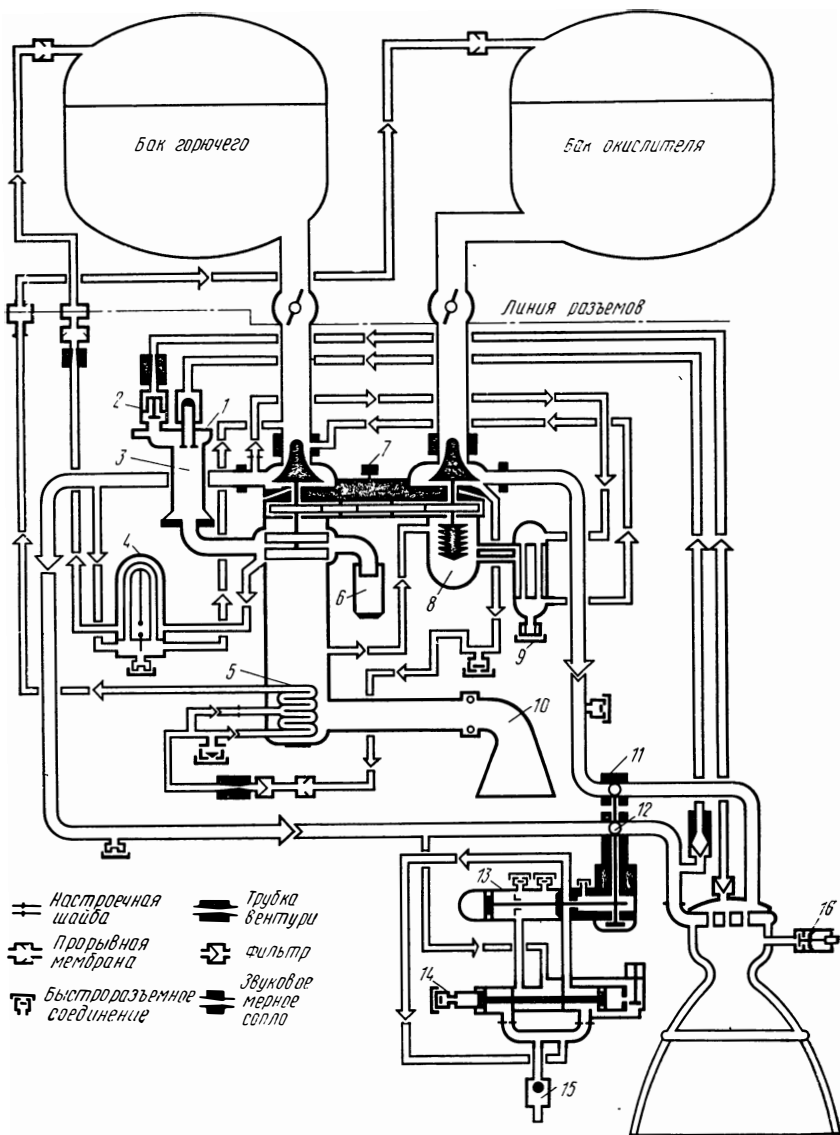 Бак горючего
Бак окислителя
Линия разъемов
2
1
3
7
4
6
8
9
5
10
11
12
13
14
15
16
Настроечная
шайба
Прорывная
мембрана
Быстроразъемное
соединение
Трубка
вентури
Фильтр
Звуковое
мерное
сопло